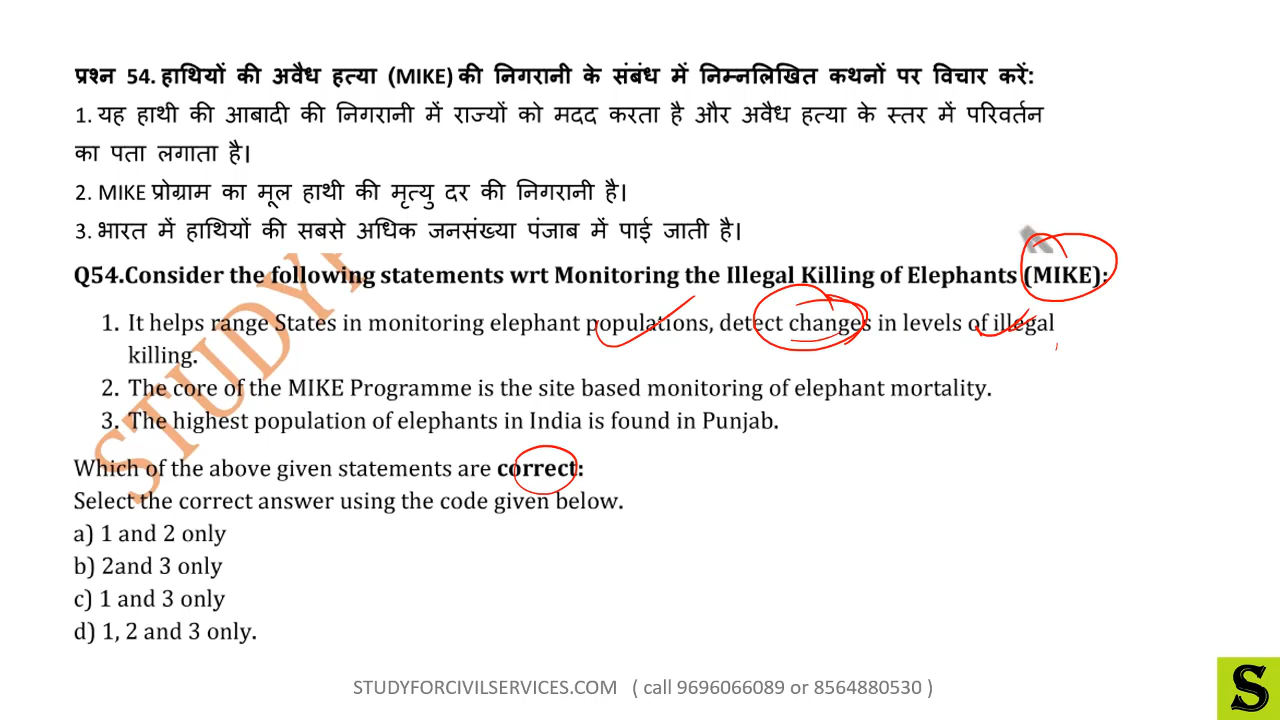 प्रश्न 54. हाथियों की अवैध हत्या (MIKE) की निगरानी के संबंध में निम्नलिखित कथनों पर विचार करें:
1. यह हाथी की आबादी की निगरानी में राज्यों को मदद करता है और अवैध हत्या के स्तर में परिवर्तन
का पता लगाता है।
2. MIKE प्रोग्राम का मूल हाथी की मृत्यु दर की निगरानी है।
3. भारत में हाथियों की सबसे अधिक जनसंख्या पंजाब में पाई जाती है।
Q54.Consider the following statements wrt Monitoring the Illegal Killing of Elephants (MIKE):
1. It helps range States in monitoring elephant populations, detect changes in levels of illegal
killing.
2. The core of the MIKE Programme is the site based monitoring of elephant mortality.
3. The highest population of elephants in India is found in Punjab.
Which of the above given statements are correct:
Select the correct answer using the code given below.
a) 1 and 2 only
b) 2and 3 only
c) 1 and 3 only
d) 1, 2 and 3 only.
STUDYF
STUDYFORCIVILSERVICES.COM ( call 9696066089 or 8564880530 )
S